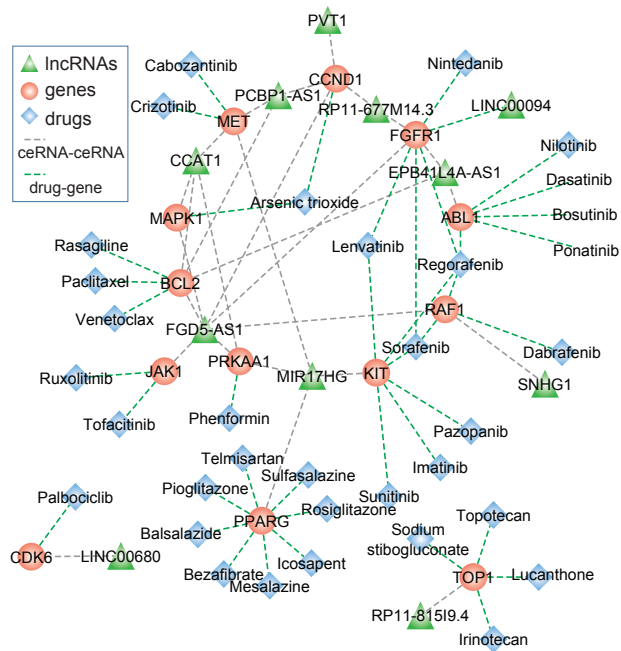 PVT1
lncRNAs
genes
drugs
ceRNA-ceRNA
drug-gene
Cabozantinib
CCND1
Nintedanib
PCBP1-AS1
Crizotinib
RP11-677M14.3
LINC00094
MET
FGFR1
Nilotinib
CCAT1
EPB41L4A-AS1
Dasatinib
Arsenic trioxide
MAPK1
ABL1
Bosutinib
Rasagiline
Lenvatinib
Ponatinib
Paclitaxel
BCL2
Regorafenib
Venetoclax
RAF1
FGD5-AS1
Sorafenib
Dabrafenib
JAK1
PRKAA1
Ruxolitinib
MIR17HG
KIT
SNHG1
Tofacitinib
Phenformin
Pazopanib
Telmisartan
Imatinib
Sulfasalazine
Pioglitazone
Sunitinib
Palbociclib
Rosiglitazone
PPARG
Topotecan
Balsalazide
Sodium
stibogluconate
CDK6
LINC00680
Icosapent
Bezafibrate
TOP1
Lucanthone
Mesalazine
RP11-815I9.4
Irinotecan